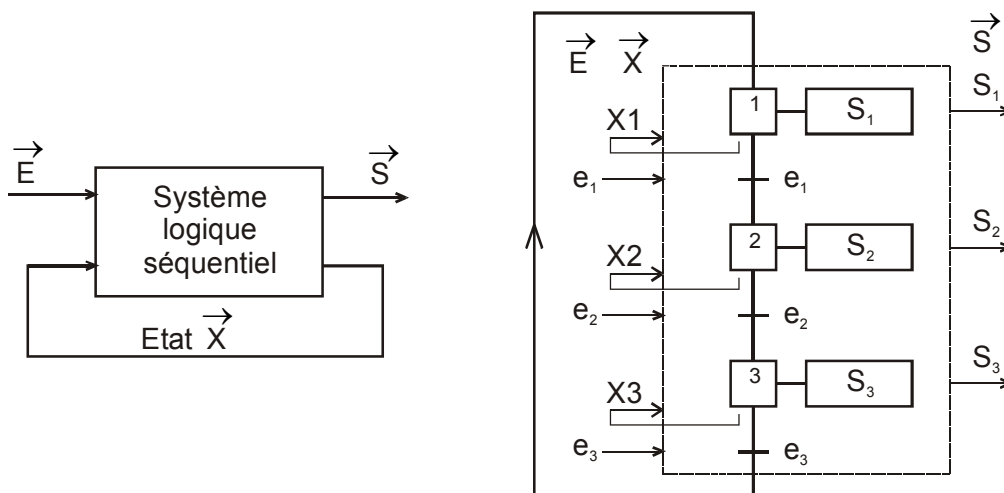 E⃗
S⃗
Système
logique
séquentiel
Etat X⃗
E⃗ X⃗
S⃗
1
S₁
S₁
X1
e₁
e₁
2
S₂
S₂
X2
e₂
e₂
3
S₃
S₃
X3
e₃
e₃